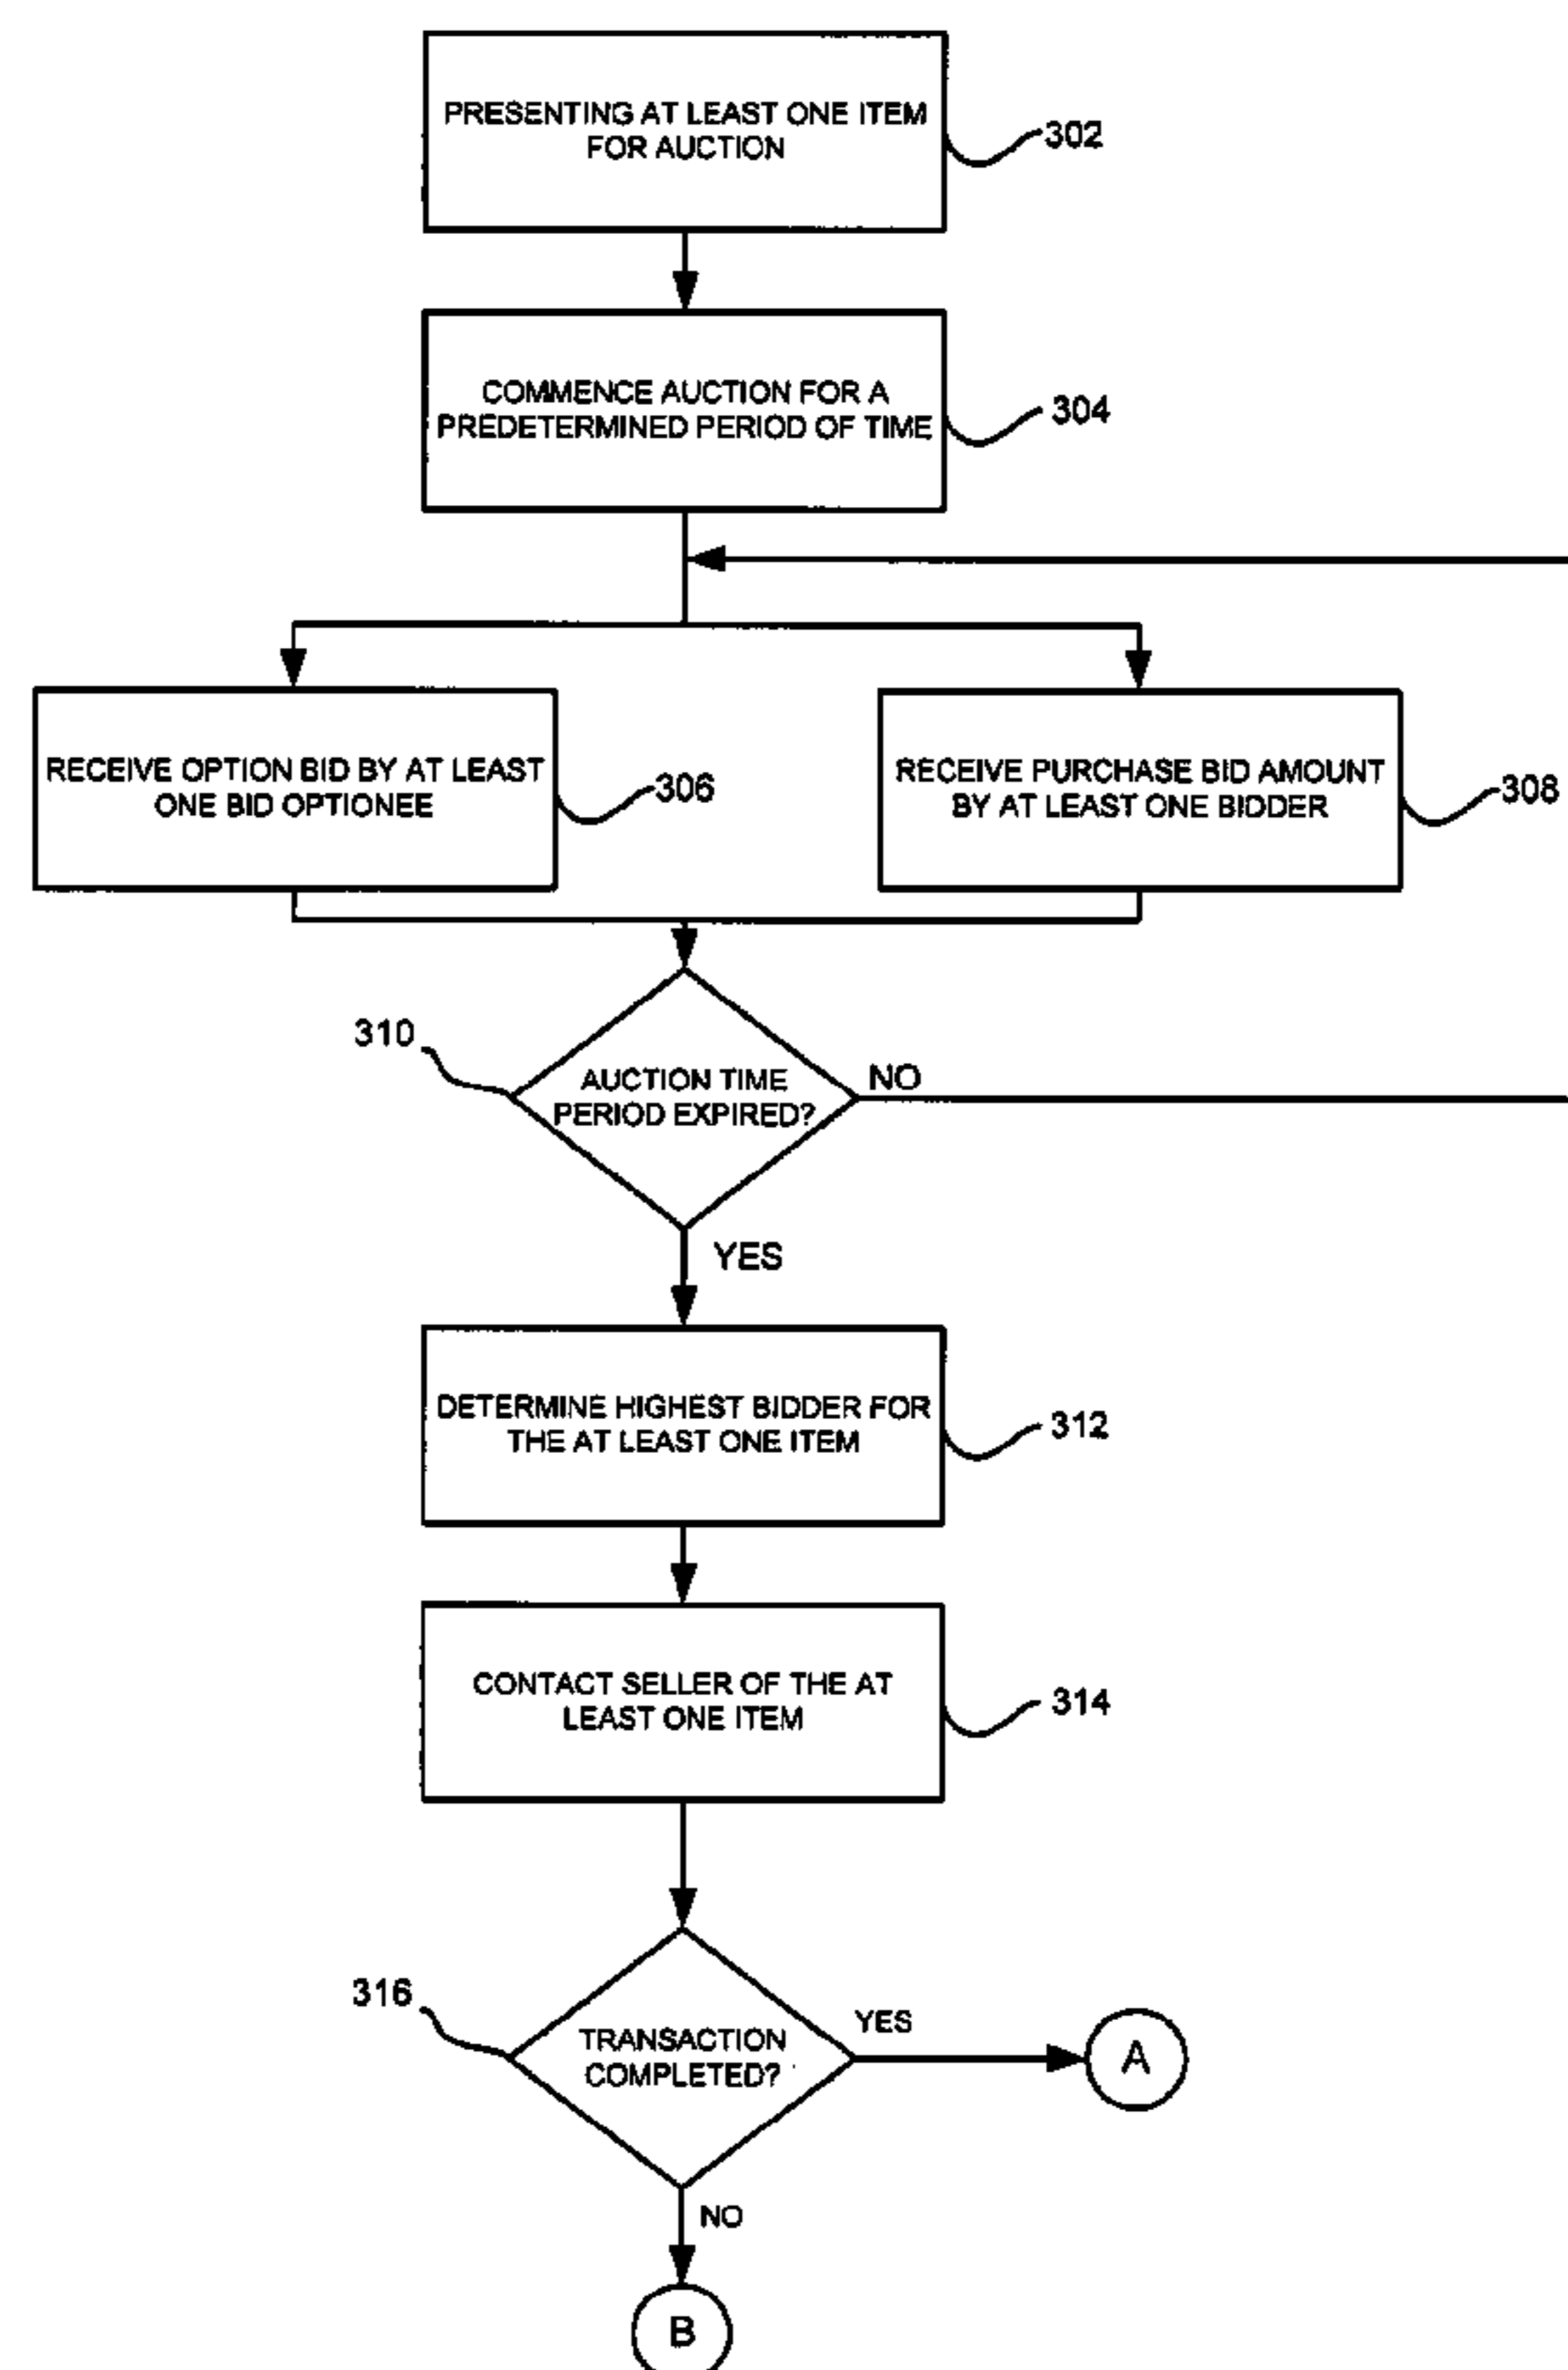 PRESENTING AT LEAST ONE ITEM
FOR AUCTION
302
COMMENCE AUCTION FOR A
PREDETERMINED PERIOD OF TIME
304
RECEIVE OPTION BID BY AT LEAST
ONE BID OPTIONEE
306
RECEIVE PURCHASE BID AMOUNT
BY AT LEAST ONE BIDDER
308
310
AUCTION TIME
PERIOD EXPIRED?
NO
YES
DETERMINE HIGHEST BIDDER FOR
THE AT LEAST ONE ITEM
312
CONTACT SELLER OF THE AT
LEAST ONE ITEM
314
316
TRANSACTION
COMPLETED?
YES
A
NO
B